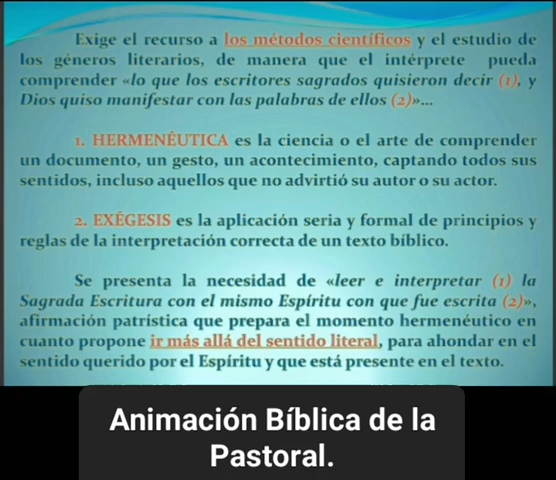 Exige el recurso a los métodos científicos y el estudio de
los géneros literarios, de manera que el intérprete pueda
comprender «lo que los escritores sagrados quisieron decir (1), y
Dios quiso manifestar con las palabras de ellos (2)»...
1. HERMENÉUTICA es la ciencia o el arte de comprender
un documento, un gesto, un acontecimiento, captando todos sus
sentidos, incluso aquellos que no advirtió su autor o su actor.
2. EXÉGESIS es la aplicación seria y formal de principios y
reglas de la interpretación correcta de un texto bíblico.
Se presenta la necesidad de «leer e interpretar (1) la
Sagrada Escritura con el mismo Espíritu con que fue escrita (2)»,
afirmación patrística que prepara el momento hermenéutico en
cuanto propone ir más allá del sentido literal, para ahondar en el
sentido querido por el Espíritu y que está presente en el texto.
Animación Bíblica de la
Pastoral.